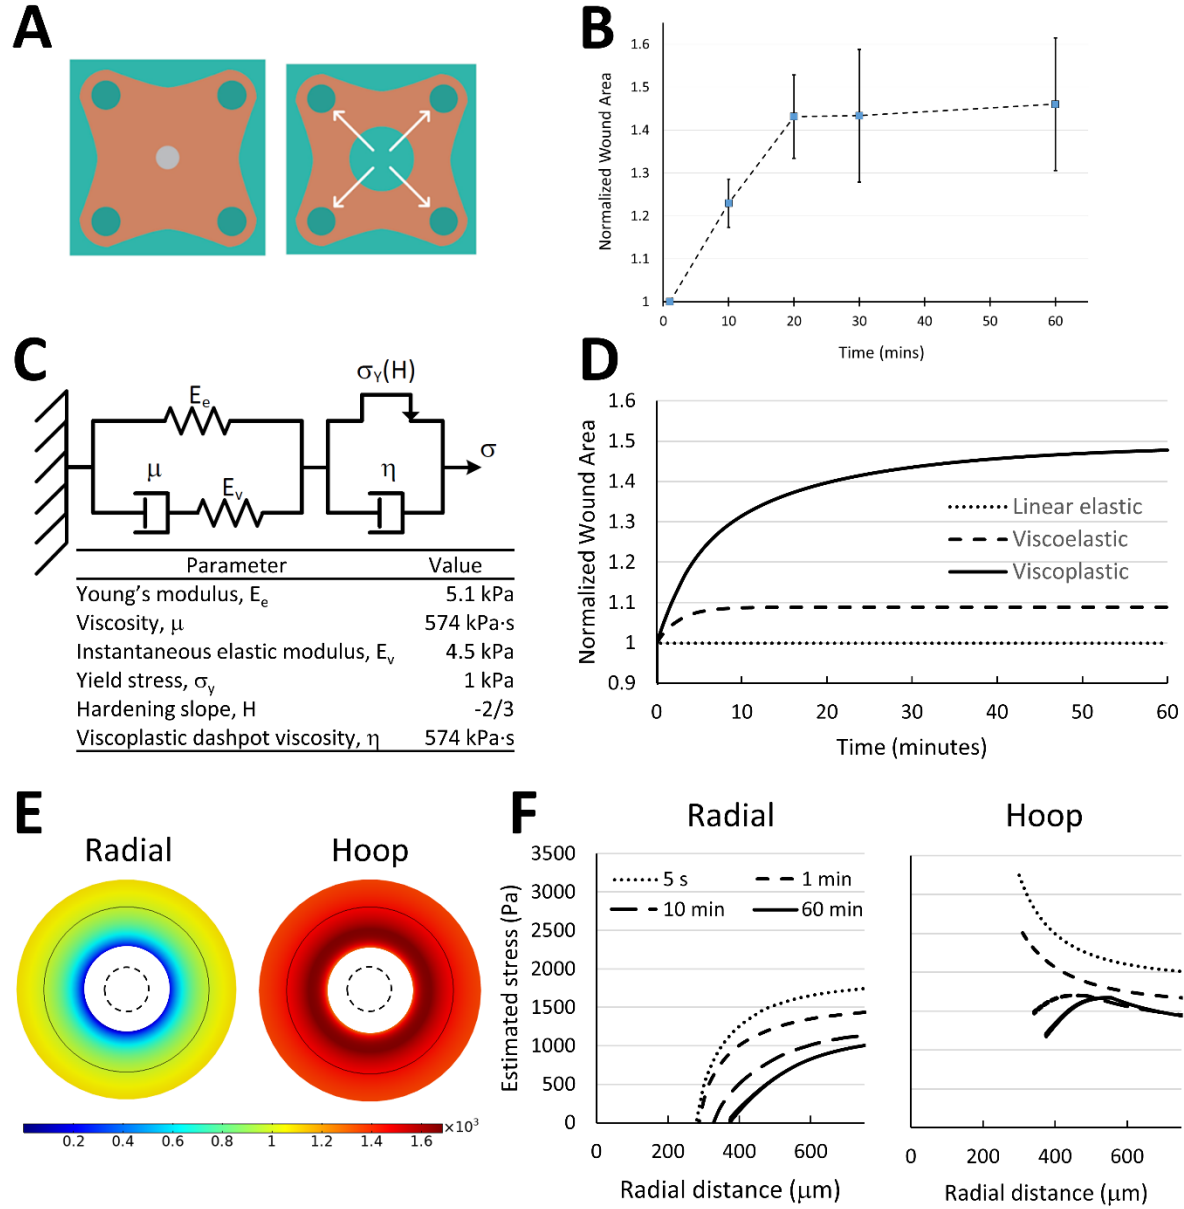 A
B
Normalized Wound Area
1.6
1.5
1.4
1.3
1.2
1.1
1
0 10 20 30 40 50 60
Time (mins)
C
σY(H)
Ee
μ
Ev
η
σ
Parameter Value
Young's modulus, Ee 5.1 kPa
Viscosity, μ 574 kPa·s
Instantaneous elastic modulus, Ev 4.5 kPa
Yield stress, σy 1 kPa
Hardening slope, H -2/3
Viscoplastic dashpot viscosity, η 574 kPa·s
D
Normalized Wound Area
1.6
1.5
1.4
1.3
1.2
1.1
1
0.9
Linear elastic
Viscoelastic
Viscoplastic
0 10 20 30 40 50 60
Time (minutes)
E
Radial Hoop
0.2 0.4 0.6 0.8 1 1.2 1.4 1.6 ×10³
F
Radial Hoop
Estimated stress (Pa)
3500
3000
2500
2000
1500
1000
500
0
5 s 1 min
10 min 60 min
0 200 400 600
Radial distance (μm)
0 200 400 600
Radial distance (μm)